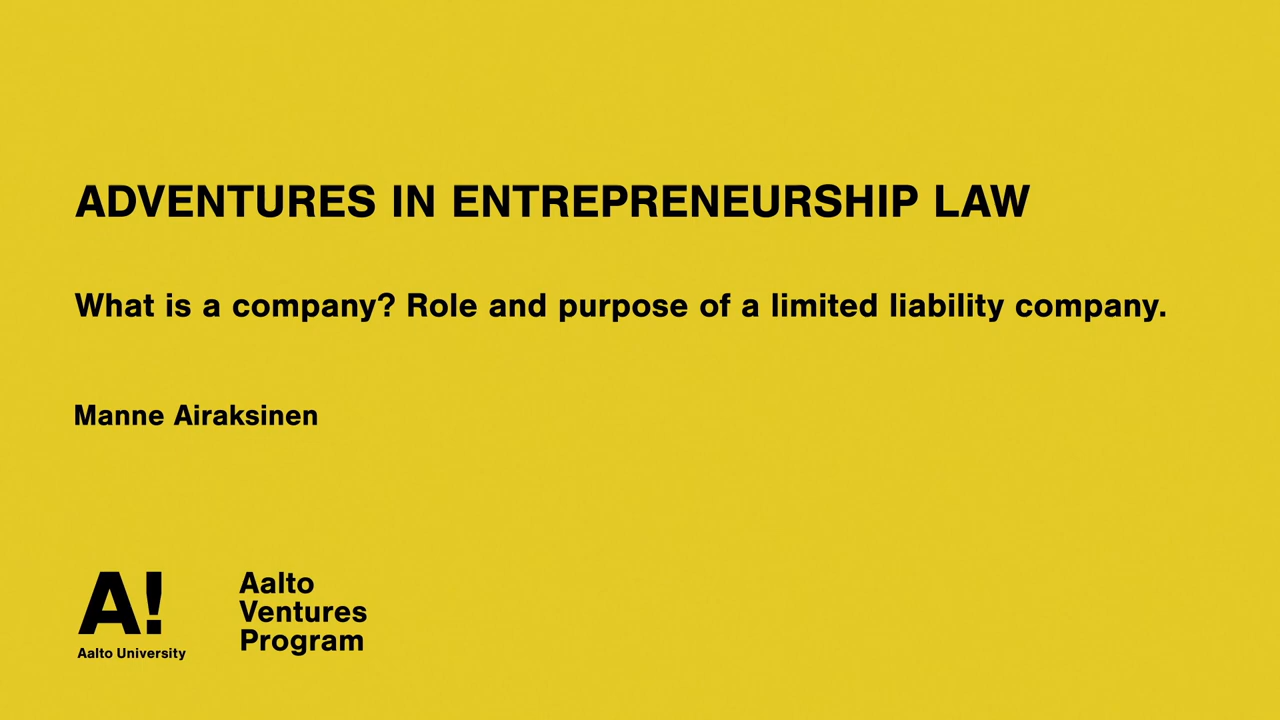 ADVENTURES IN ENTREPRENEURSHIP LAW
What is a company? Role and purpose of a limited liability company.
Manne Airaksinen
A!
Aalto University
Aalto
Ventures
Program